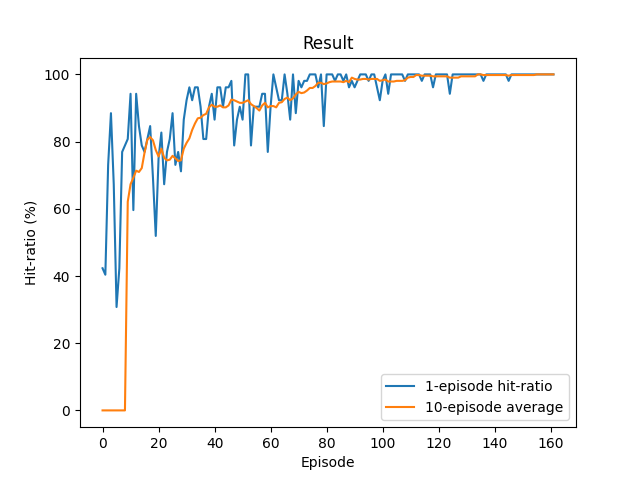 Result
Hit-ratio (%)
100
80
60
40
20
0
0 20 40 60 80 100 120 140 160
Episode
1-episode hit-ratio
10-episode average